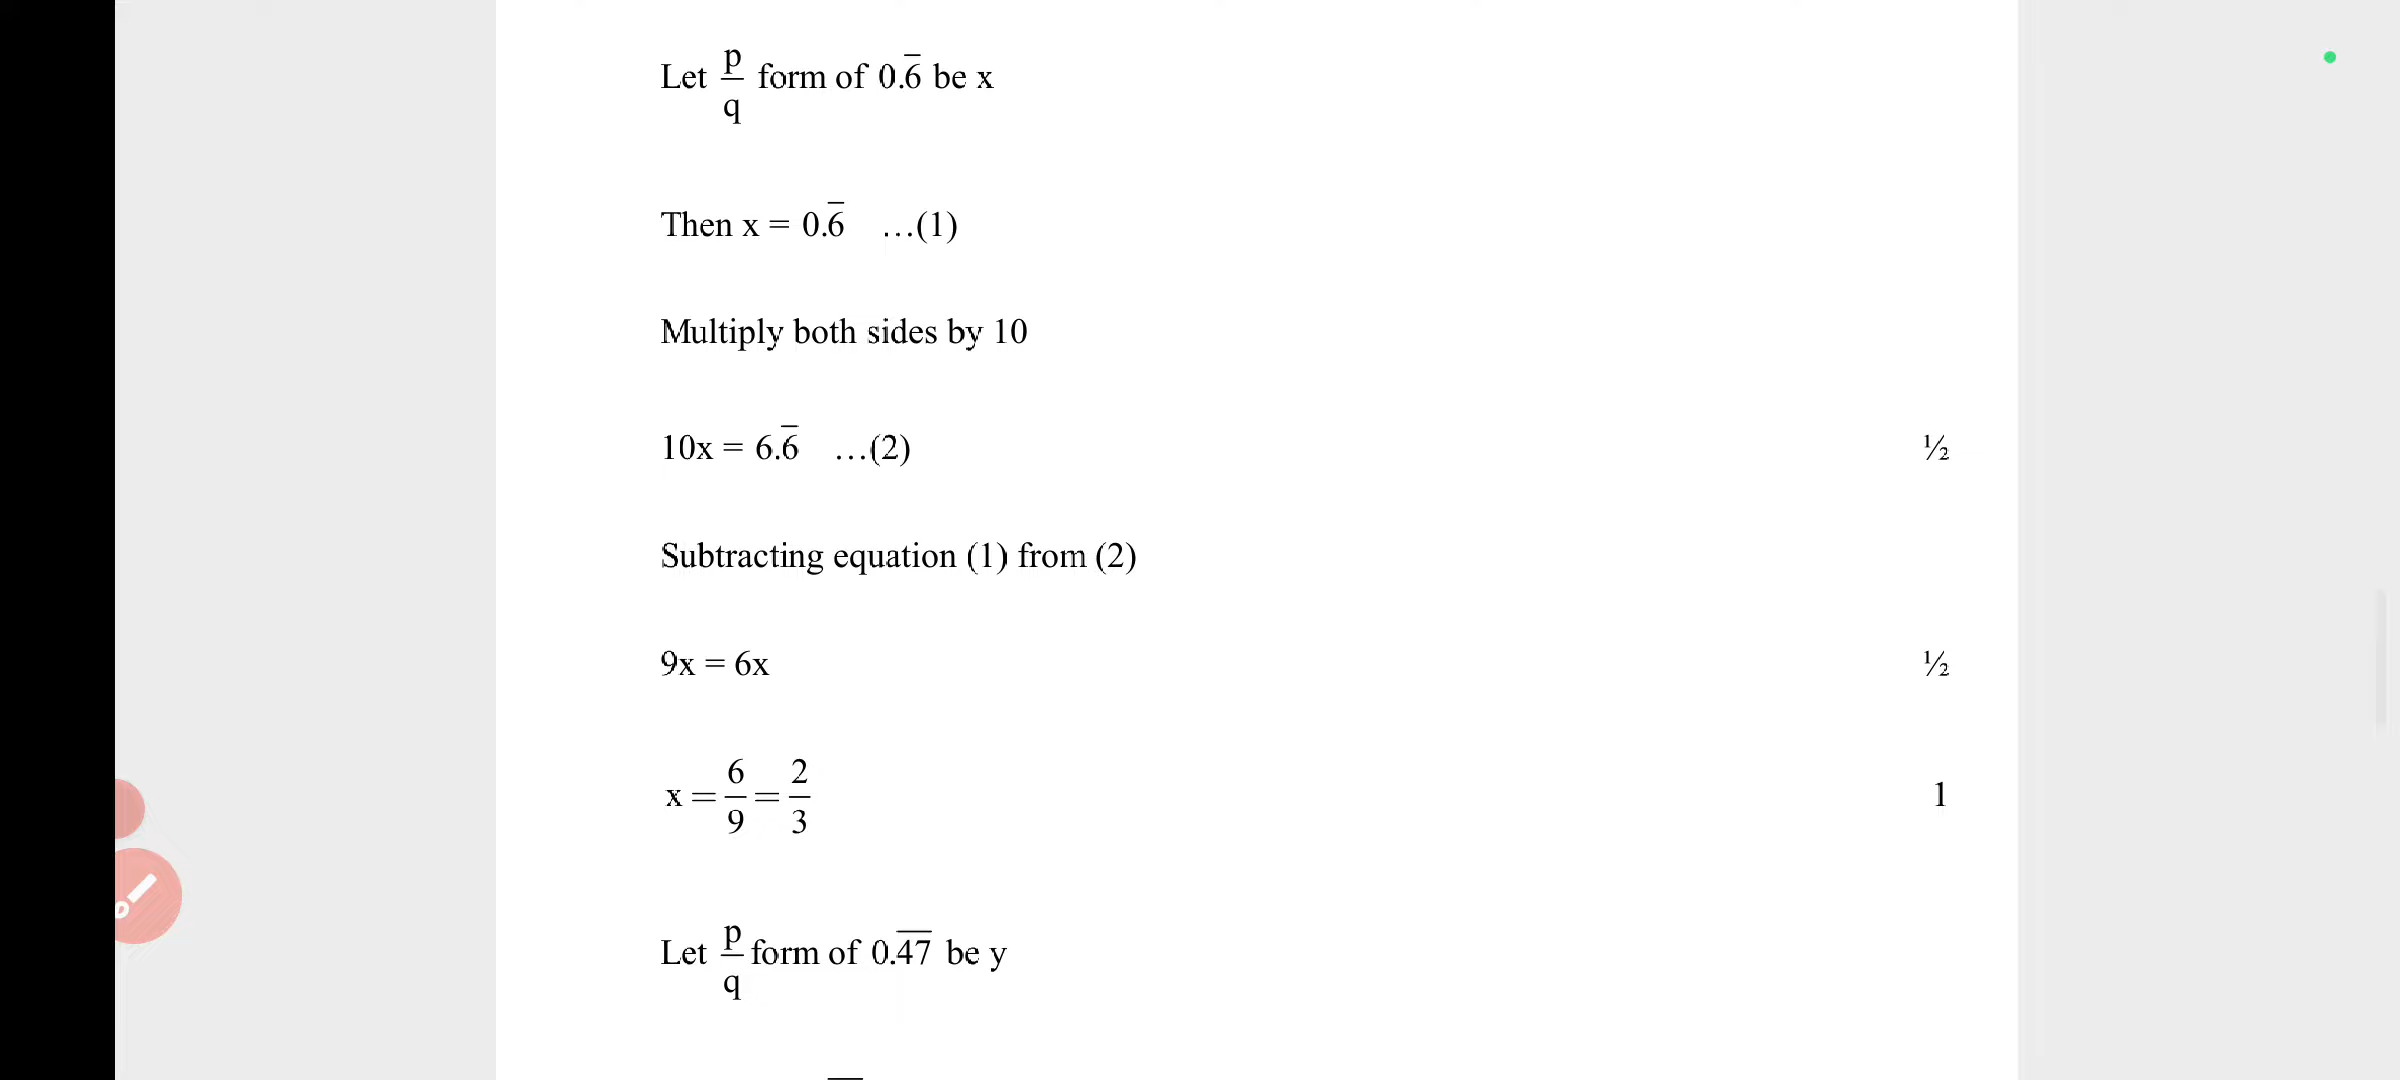 Let p/q form of 0.6̅ be x
Then x = 0.6̅ …(1)
Multiply both sides by 10
10x = 6.6̅ …(2) ½
Subtracting equation (1) from (2)
9x = 6x ½
x = 6/9 = 2/3 1
Let p/q form of 0.4̅7̅ be y